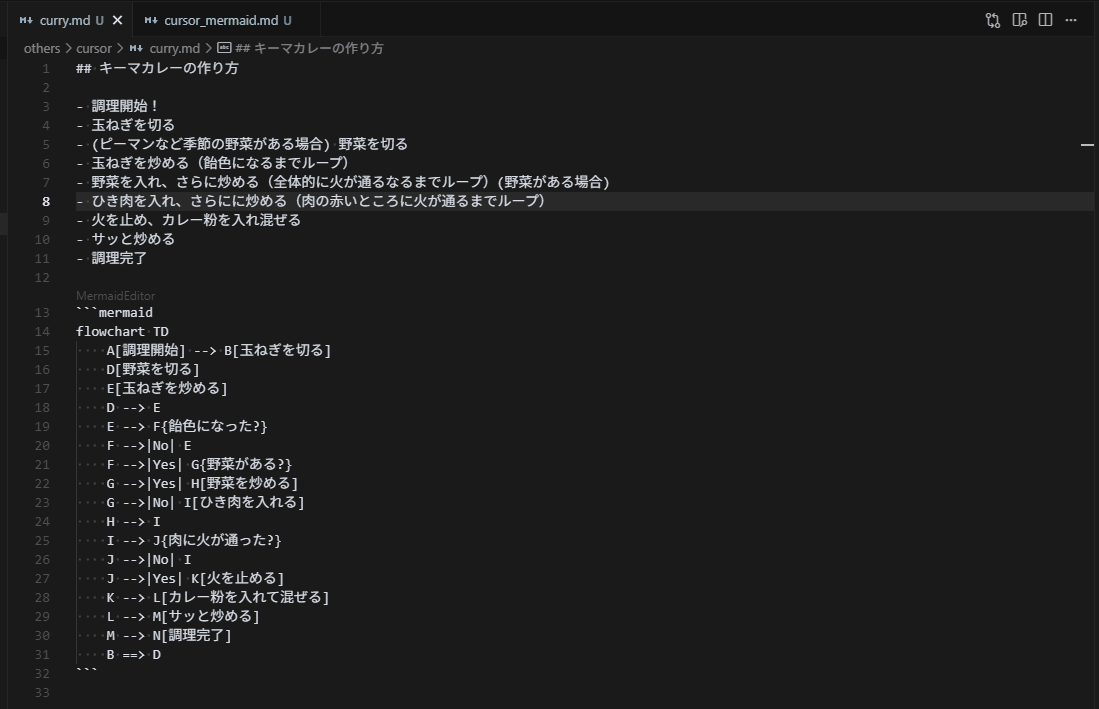 curry.md U
cursor_mermaid.md U
others > cursor > curry.md > ## キーマカレーの作り方
1 ## キーマカレーの作り方
2
3 - 調理開始！
4 - 玉ねぎを切る
5 - (ピーマンなど季節の野菜がある場合) 野菜を切る
6 - 玉ねぎを炒める（飴色になるまでループ）
7 - 野菜を入れ、さらに炒める（全体的に火が通るなるまでループ）(野菜がある場合)
8 - ひき肉を入れ、さらにに炒める（肉の赤いところに火が通るまでループ）
9 - 火を止め、カレー粉を入れ混ぜる
10 - サッと炒める
11 - 調理完了
12
MermaidEditor
13 ```mermaid
14 flowchart TD
15     A[調理開始] --> B[玉ねぎを切る]
16     D[野菜を切る]
17     E[玉ねぎを炒める]
18     D --> E
19     E --> F{飴色になった?}
20     F -->|No| E
21     F -->|Yes| G{野菜がある?}
22     G -->|Yes| H[野菜を炒める]
23     G -->|No| I[ひき肉を入れる]
24     H --> I
25     I --> J{肉に火が通った?}
26     J -->|No| I
27     J -->|Yes| K[火を止める]
28     K --> L[カレー粉を入れて混ぜる]
29     L --> M[サッと炒める]
30     M --> N[調理完了]
31     B ==> D
32 ```
33